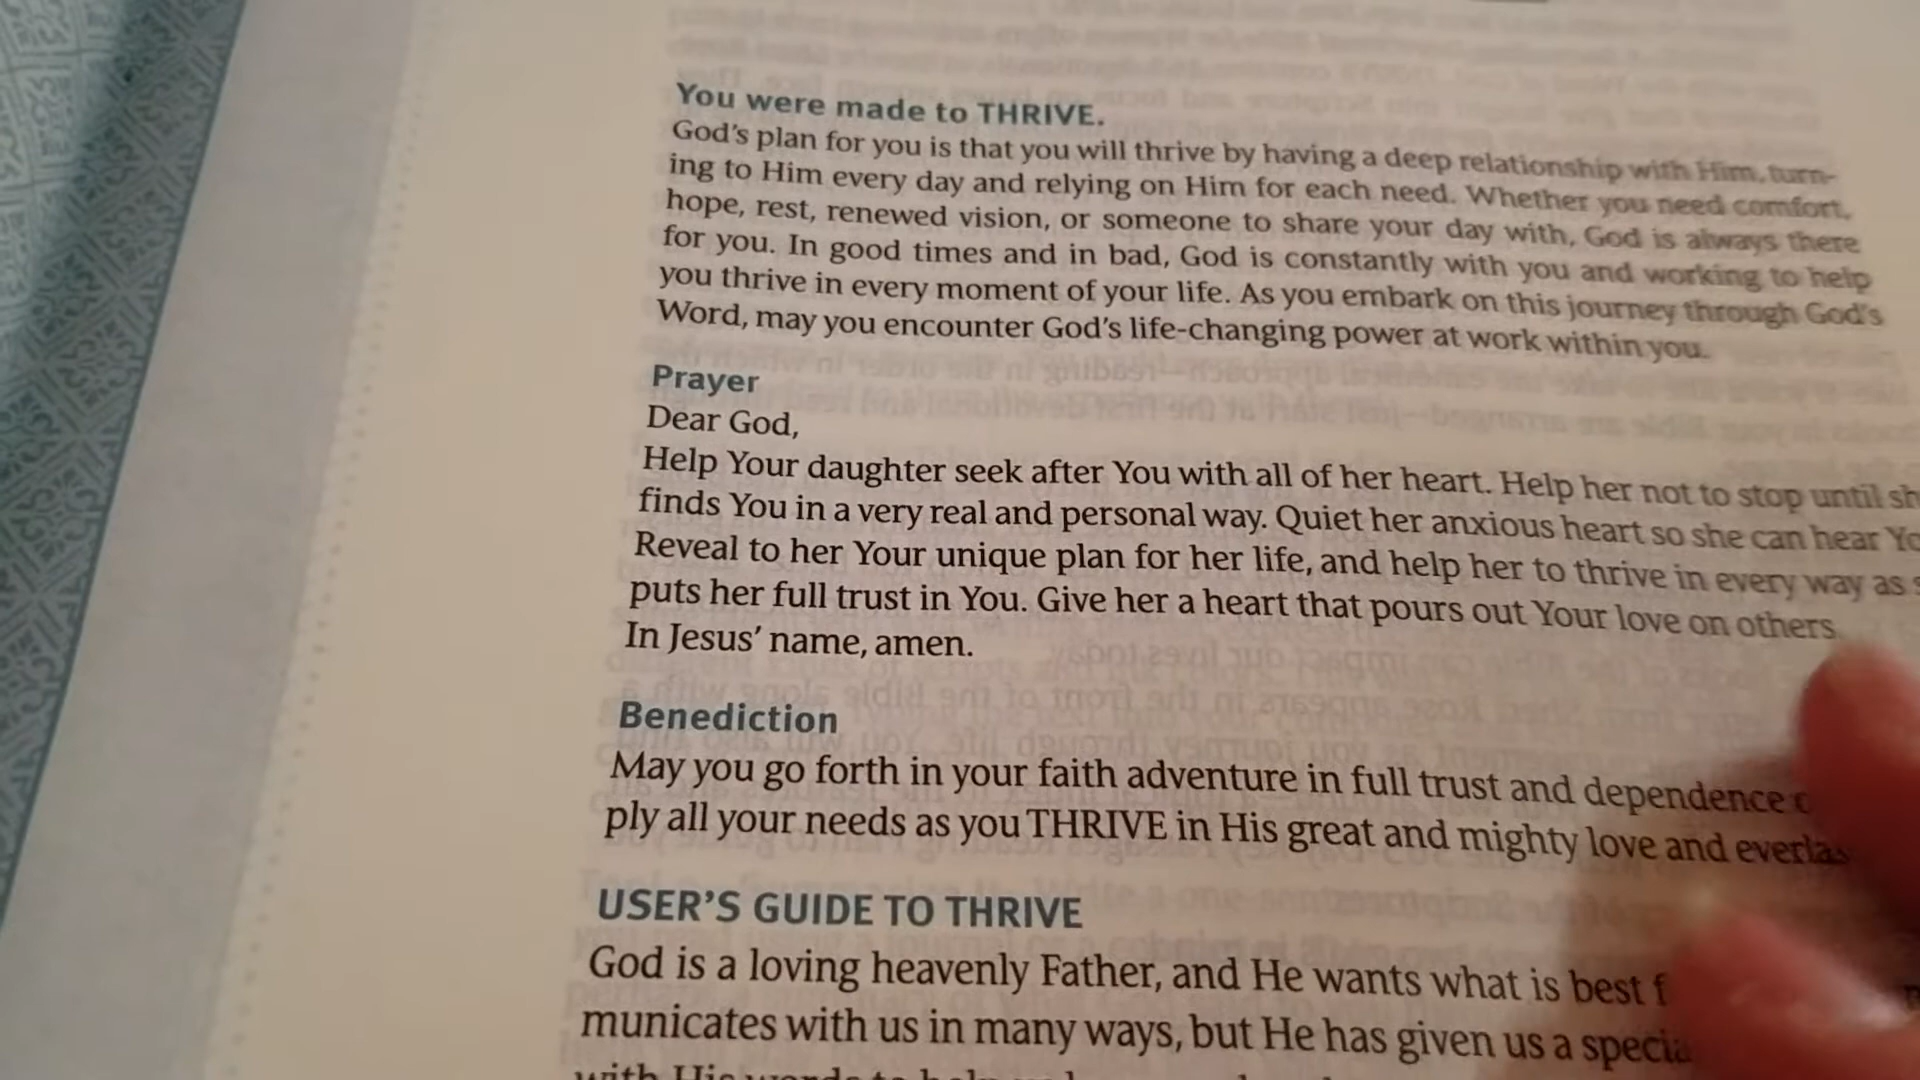 You were made to THRIVE.
God's plan for you is that you will thrive by having a deep relationship with Him, turn-
ing to Him every day and relying on Him for each need. Whether you need comfort,
hope, rest, renewed vision, or someone to share your day with, God is always there
for you. In good times and in bad, God is constantly with you and working to help
you thrive in every moment of your life. As you embark on this journey through God's
Word, may you encounter God's life-changing power at work within you.
Prayer
Dear God,
Help Your daughter seek after You with all of her heart. Help her not to stop until
finds You in a very real and personal way. Quiet her anxious heart so she can hear
Reveal to her Your unique plan for her life, and help her to thrive in every way as
puts her full trust in You. Give her a heart that pours out Your love on others.
In Jesus' name, amen.
Benediction
May you go forth in your faith adventure in full trust and dependence
ply all your needs as you THRIVE in His great and mighty love and
USER'S GUIDE TO THRIVE
God is a loving heavenly Father, and He wants what is best
municates with us in many ways, but He has given us a
with His words to help